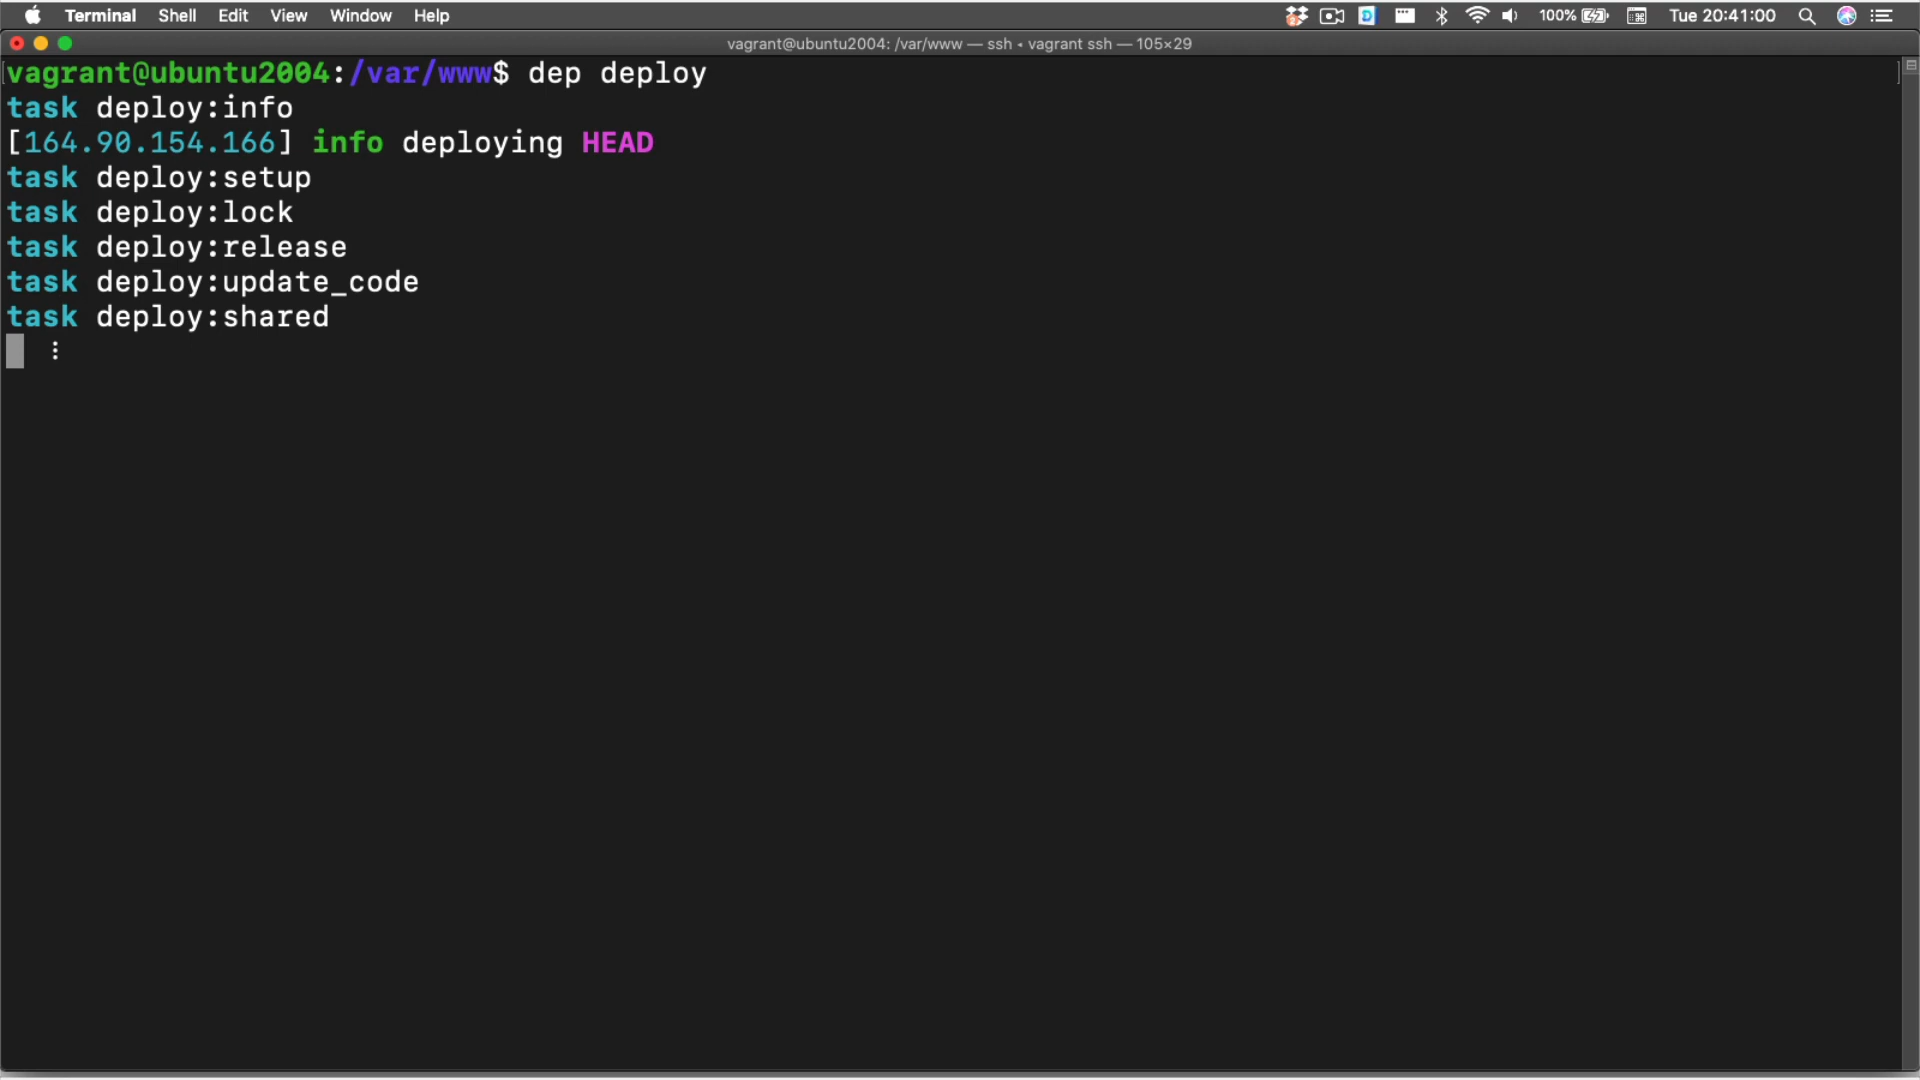 Terminal Shell Edit View Window Help 100% Tue 20:41:00
vagrant@ubuntu2004: /var/www — ssh • vagrant ssh — 105×29
vagrant@ubuntu2004:/var/www$ dep deploy
task deploy:info
[164.90.154.166] info deploying HEAD
task deploy:setup
task deploy:lock
task deploy:release
task deploy:update_code
task deploy:shared
⋮